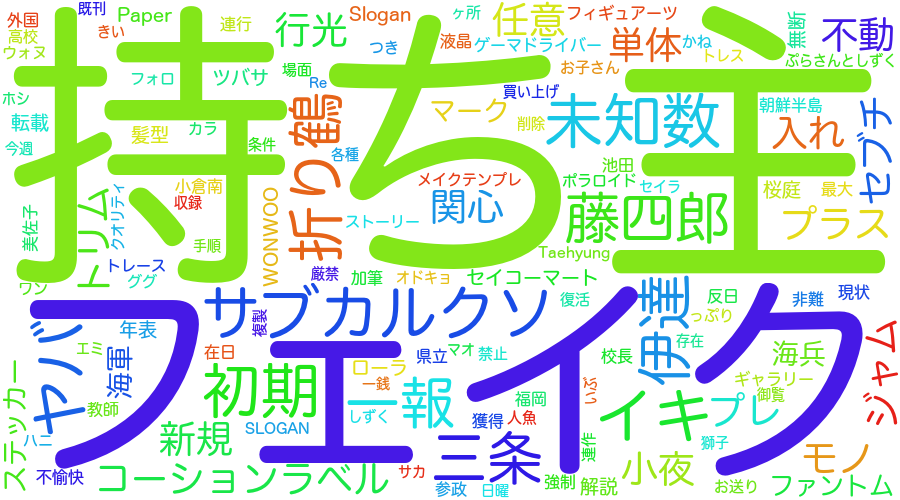 持ち主
フェイク
外国
既刊
Paper
連行
行光
Slogan
ヶ所
任意
フィギュアーツ
高校
きい
ウォヌ
フォロ
ツバサ
場面
つき
液晶
ゲーマドライバー
単体
かね
無断
不動
トレス
お子さん
ぷらさんとしずく
ホシ
転載
今週
カラ
髪型
条件
Re
折り鶴
各種
マーク
買い上げ
削除
未知数
朝鮮半島
入れ
セブチ
池田
メイクテンプレ
ポラロイド
セイラ
桜庭
最大
小倉南
収録
クオリティ
美佐子
トリム
手順
WONWOO
ストーリー
関心
藤四郎
プラス
Taehyung
トレース
ワン
ググ
厳禁
加筆
オドキョ
セイコーマート
復活
伊達
反日
っぷり
非難
現状
存在
ヤバ
年表
エミ
海軍
複製
サブカルクソ
在日
ローラ
県立
マオ
禁止
校長
海兵
ギャラリー
御覧
ジャム
ステッカー
教師
初期
一銭
一報
しずく
福岡
いぶ
イキ
プレ
獅子
ハニ
新規
SLOGAN
獲得
人魚
連作
モノ
不愉快
コーションラベル
サカ
三条
参政
日曜
強制
解説
小夜
お送り
ファントム